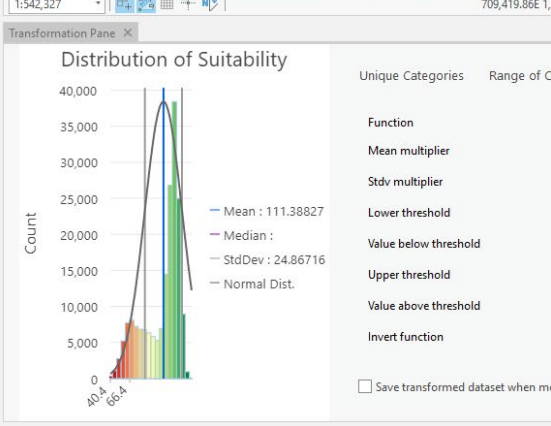 1:542,327
709,419.86E 1,
Transformation Pane
Distribution of Suitability
Unique Categories Range of C
40,000
35,000
30,000
25,000
20,000
15,000
10,000
5,000
0
Count
40.4
66.4
Mean : 111.38827
Median :
StdDev : 24.86716
Normal Dist.
Function
Mean multiplier
Stdv multiplier
Lower threshold
Value below threshold
Upper threshold
Value above threshold
Invert function
Save transformed dataset when mo